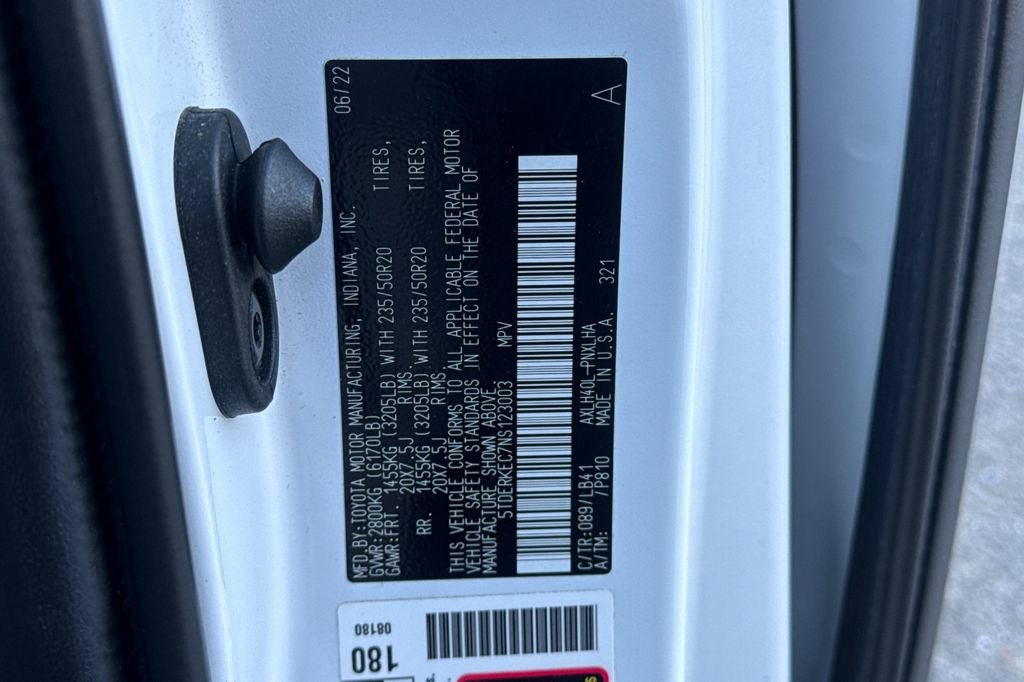 MFD.BY:TOYOTA MOTOR MANUFACTURING, INDIANA, INC. 06/22
GVWR:2800KG (6170LB)
GAWR:FRT. 1455KG (3205LB) WITH 235/50R20 TIRES,
20X7.5J RIMS,
RR. 1455KG (3205LB) WITH 235/50R20 TIRES,
20X7.5J RIMS,
THIS VEHICLE CONFORMS TO ALL APPLICABLE FEDERAL MOTOR
VEHICLE SAFETY STANDARDS IN EFFECT ON THE DATE OF
MANUFACTURE SHOWN ABOVE.
5TDERKEC7NS123003 MPV
C/TR:089/LB41 AXLH40L-PNXLHA
A/TM: /P810 MADE IN U.S.A. 321 A
08180
180